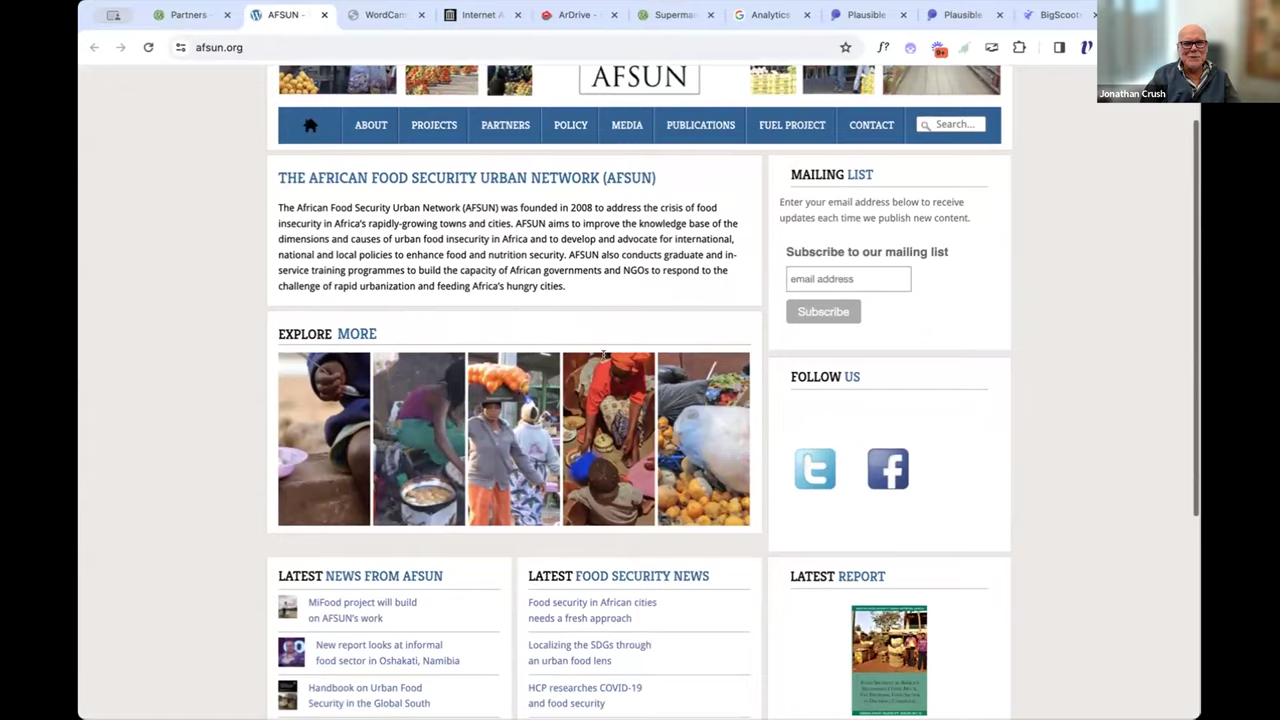 Partners -
AFSUN -
WordCam
Internet A
ArDrive -
Superma
Analytics
Plausible
Plausible
BigScoot
afsun.org
f?
9+
Jonathan Crush
AFSUN
ABOUT
PROJECTS
PARTNERS
POLICY
MEDIA
PUBLICATIONS
FUEL PROJECT
CONTACT
Search...
THE AFRICAN FOOD SECURITY URBAN NETWORK (AFSUN)
The African Food Security Urban Network (AFSUN) was founded in 2008 to address the crisis of food
insecurity in Africa's rapidly-growing towns and cities. AFSUN aims to improve the knowledge base of the
dimensions and causes of urban food insecurity in Africa and to develop and advocate for international,
national and local policies to enhance food and nutrition security. AFSUN also conducts graduate and in-
service training programmes to build the capacity of African governments and NGOs to respond to the
challenge of rapid urbanization and feeding Africa's hungry cities.
MAILING LIST
Enter your email address below to receive
updates each time we publish new content.
Subscribe to our mailing list
email address
Subscribe
EXPLORE MORE
FOLLOW US
LATEST NEWS FROM AFSUN
MiFood project will build
on AFSUN's work
New report looks at informal
food sector in Oshakati, Namibia
Handbook on Urban Food
Security in the Global South
LATEST FOOD SECURITY NEWS
Food security in African cities
needs a fresh approach
Localizing the SDGs through
an urban food lens
HCP researches COVID-19
and food security
LATEST REPORT